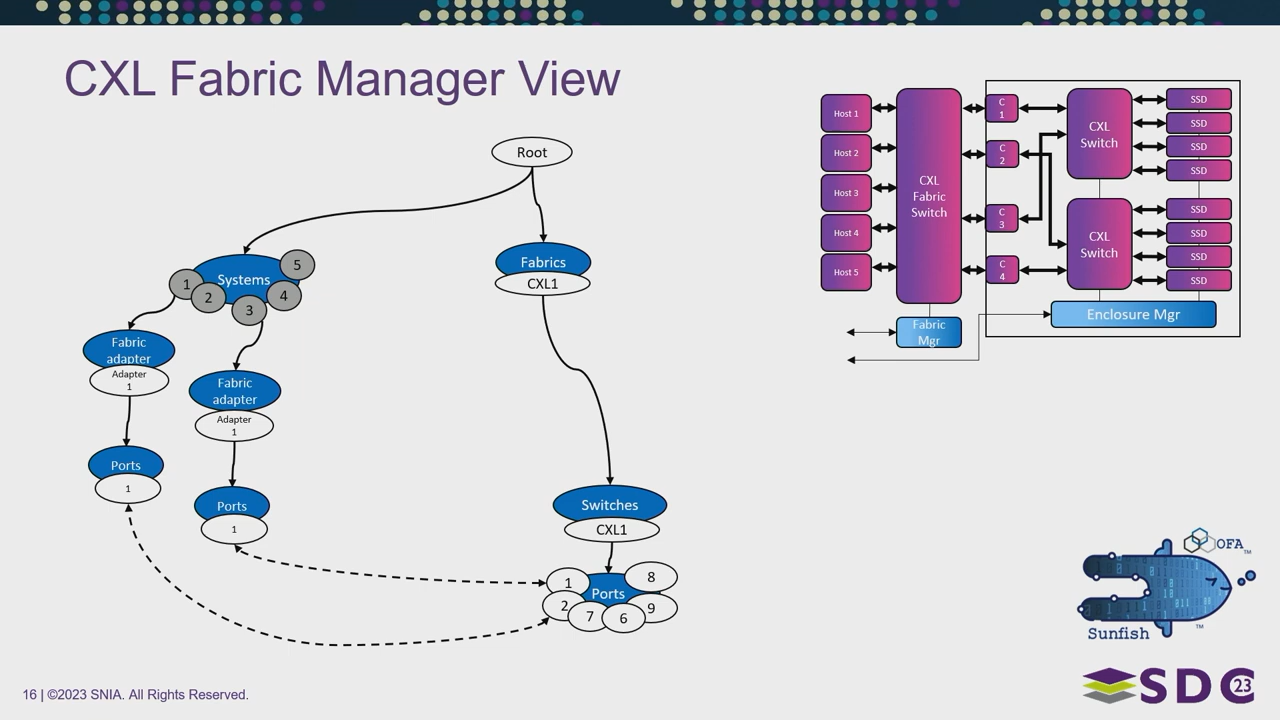 CXL Fabric Manager View
Root
Systems
1
2
3
4
5
Fabrics
CXL1
Fabric
adapter
Adapter
1
Ports
1
Fabric
adapter
Adapter
1
Ports
1
Switches
CXL1
Ports
1
2
7
6
9
8
Host 1
Host 2
Host 3
Host 4
Host 5
CXL
Fabric
Switch
Fabric
Mgr
C
1
C
2
C
3
C
4
CXL
Switch
CXL
Switch
SSD
SSD
SSD
SSD
SSD
SSD
SSD
SSD
Enclosure Mgr
OFA™
Sunfish™
SDC 23
16 | ©2023 SNIA. All Rights Reserved.